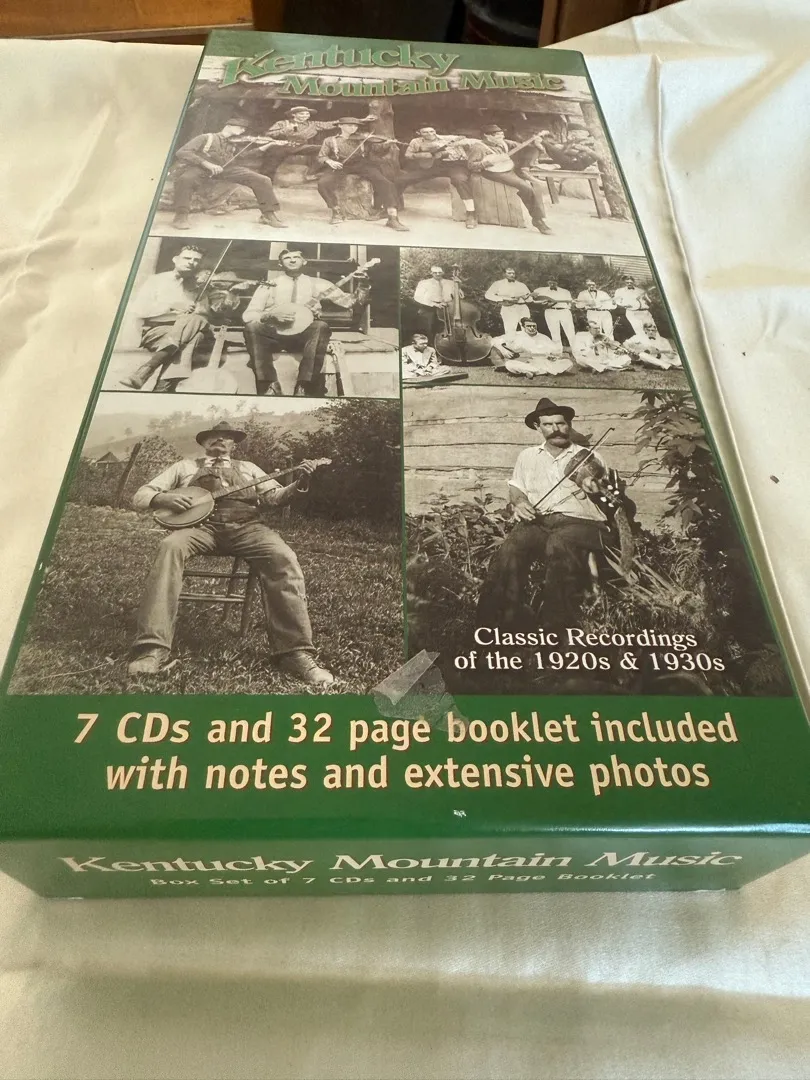 Kentucky
Mountain Music
Classic Recordings
of the 1920s & 1930s
7 CDs and 32 page booklet included
with notes and extensive photos
Kentucky Mountain Music
Box Set of 7 CDs and 32 Page Booklet